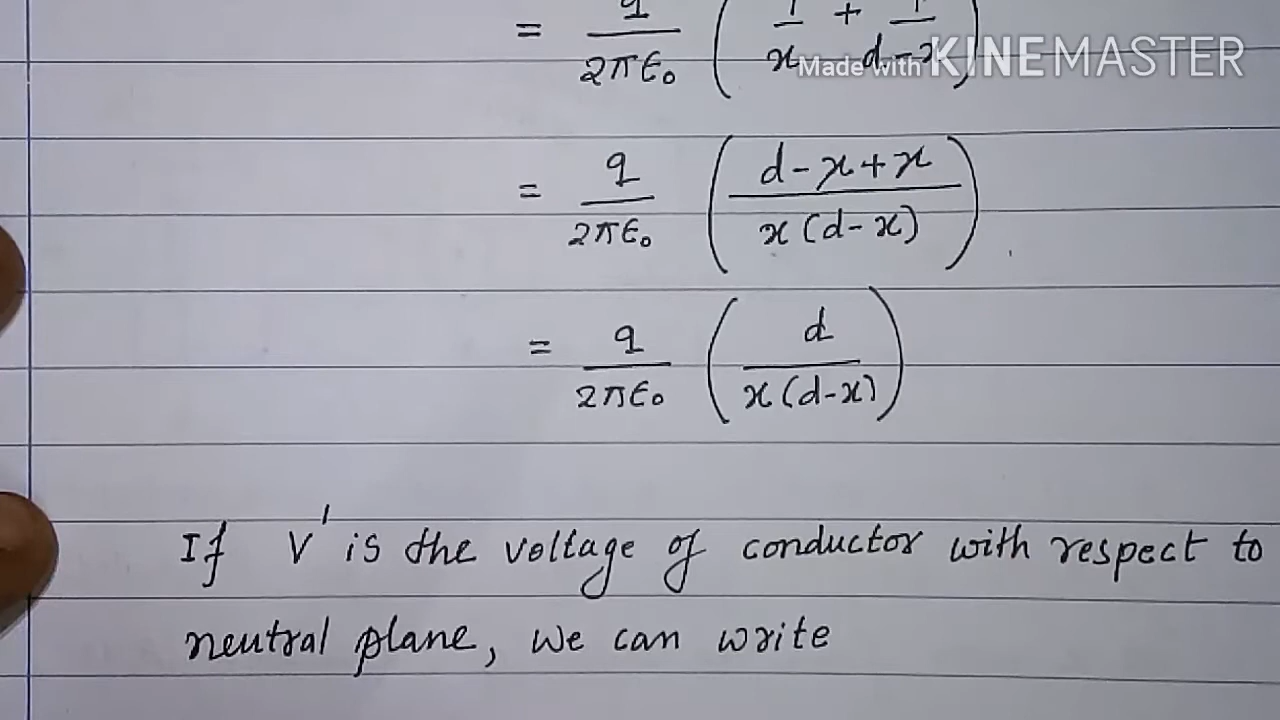 = q / 2πϵ₀ ( 1/x + 1/d-x )
Made with KINEMASTER
= q / 2πϵ₀ ( d-x+x / x(d-x) )
= q / 2πϵ₀ ( d / x(d-x) )
If V' is the voltage of conductor with respect to
neutral plane, we can write